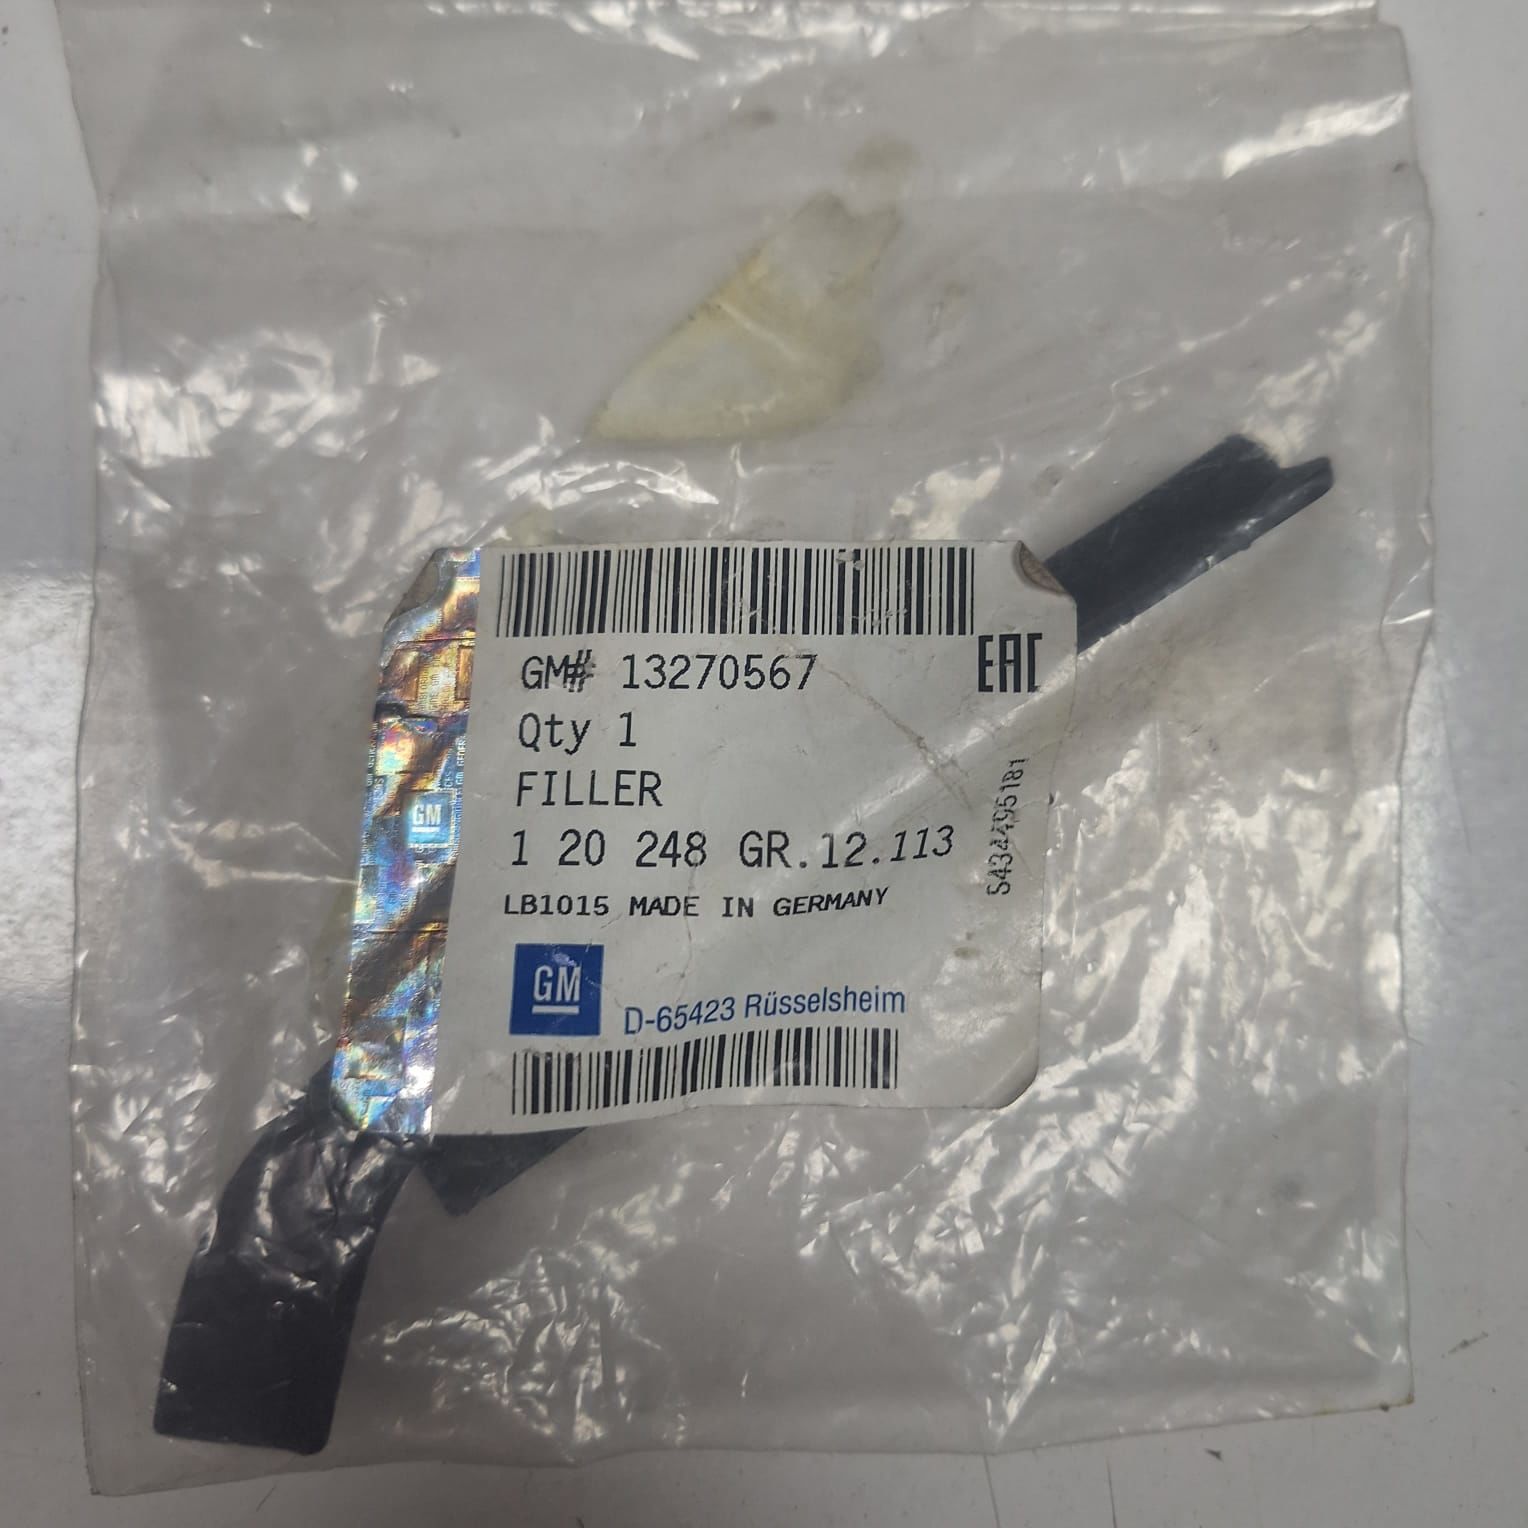 GM# 13270567
EAC
Qty 1
FILLER
1 20 248 GR.12.113
LB1015 MADE IN GERMANY
GM
D-65423 Rüsselsheim
GM